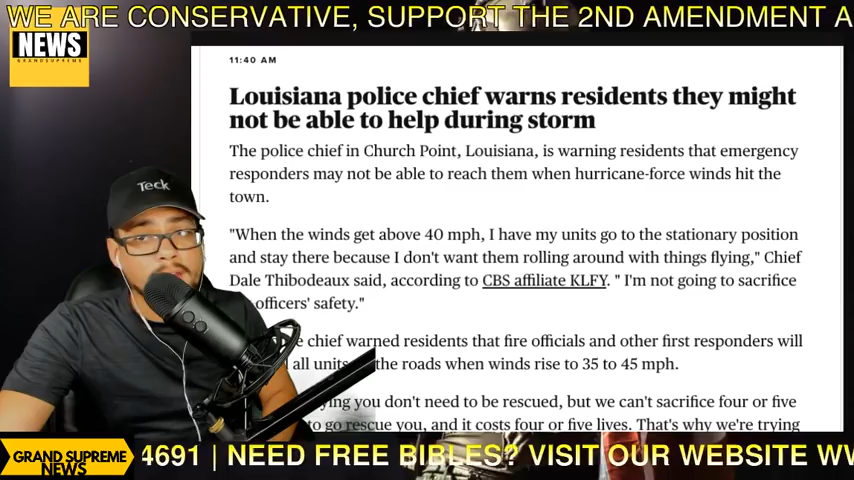 WE ARE CONSERVATIVE, SUPPORT THE 2ND AMENDMENT A
NEWS
GRANDSUPREME
11:40 AM
Louisiana police chief warns residents they might
not be able to help during storm
The police chief in Church Point, Louisiana, is warning residents that emergency
responders may not be able to reach them when hurricane-force winds hit the
town.
"When the winds get above 40 mph, I have my units go to the stationary position
and stay there because I don't want them rolling around with things flying," Chief
Dale Thibodeaux said, according to CBS affiliate KLFY. " I'm not going to sacrifice
officers' safety."
chief warned residents that fire officials and other first responders will
all units the roads when winds rise to 35 to 45 mph.
you don't need to be rescued, but we can't sacrifice four or five
to go rescue you, and it costs four or five lives. That's why we're trying
Teck
GRAND SUPREME
NEWS
4691 | NEED FREE BIBLES? VISIT OUR WEBSITE